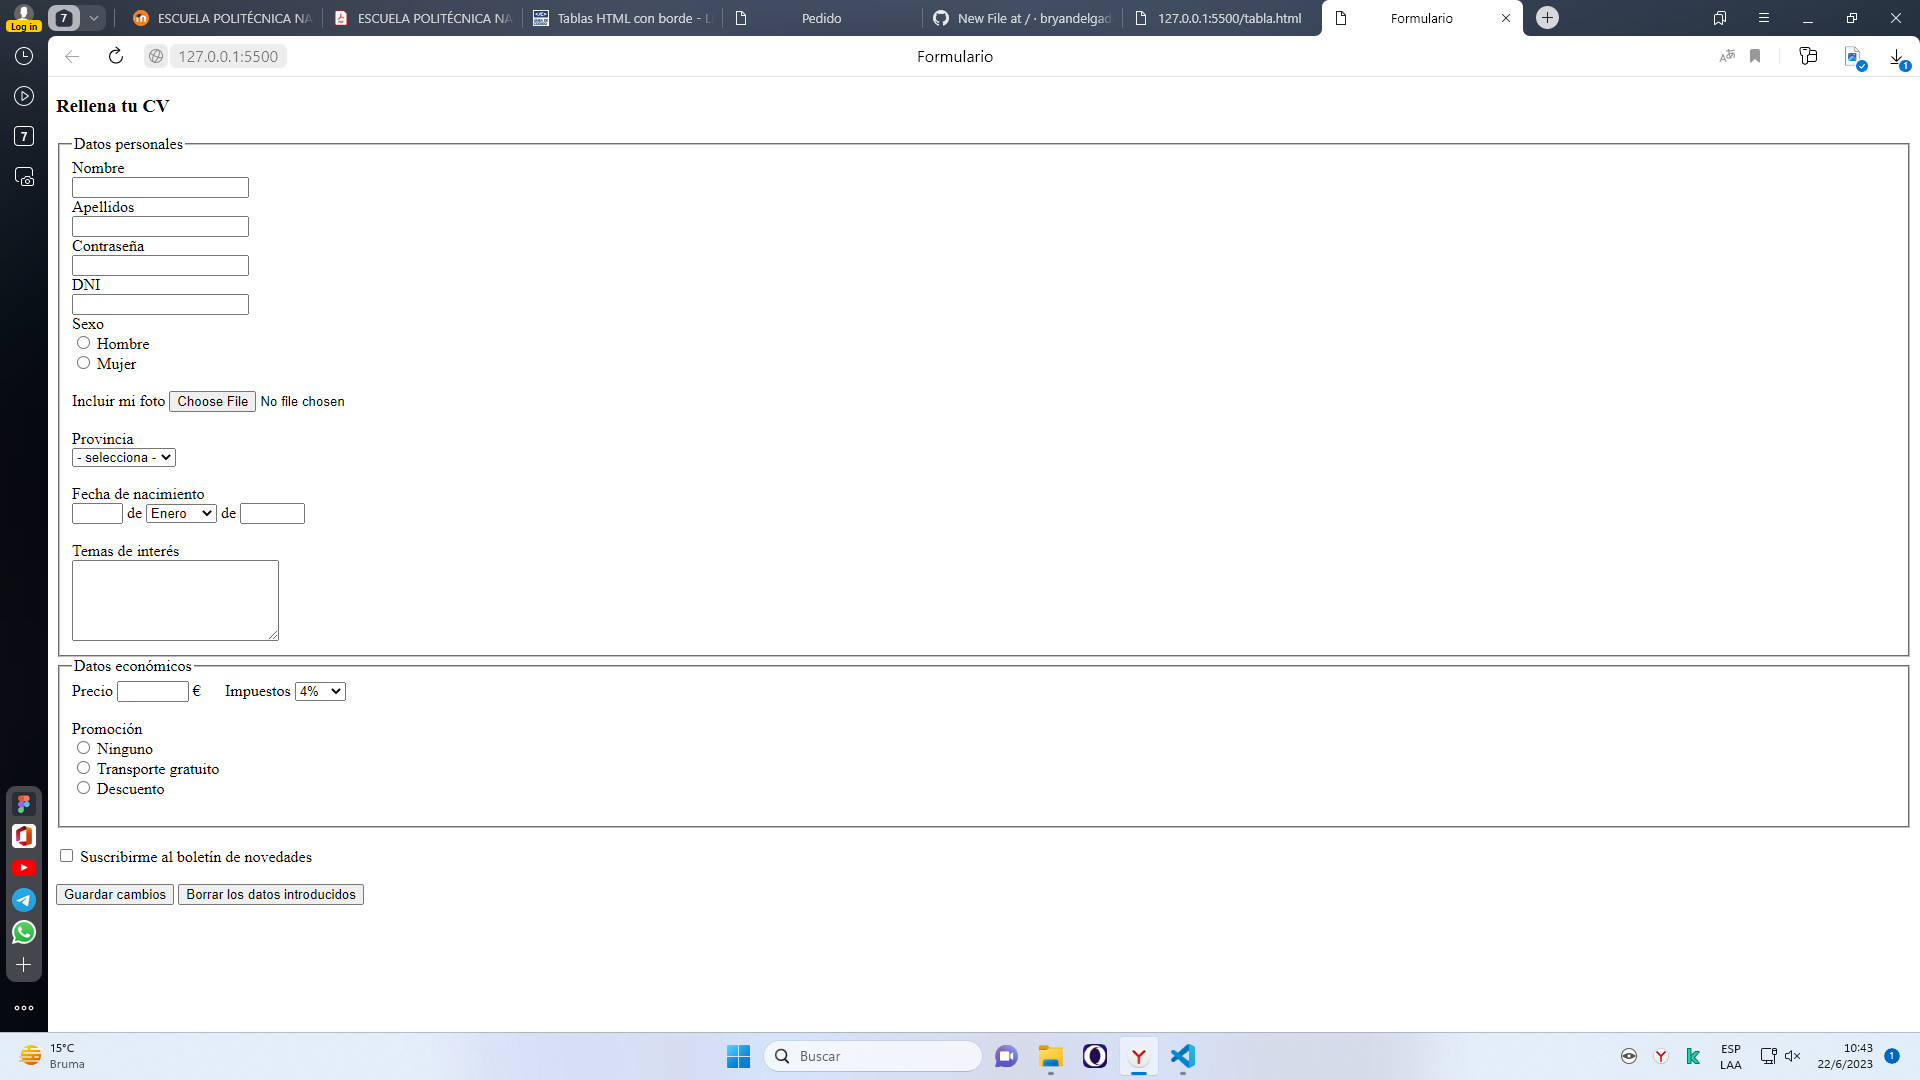 7
ESCUELA POLITÉCNICA NA
ESCUELA POLITÉCNICA NA
Tablas HTML con borde - L
Pedido
New File at / · bryandelgad
127.0.0.1:5500/tabla.html
Formulario
Log in
127.0.0.1:5500
Formulario
1
7
Rellena tu CV
Datos personales
Nombre
Apellidos
Contraseña
DNI
Sexo
Hombre
Mujer
Incluir mi foto Choose File No file chosen
Provincia
- selecciona -
Fecha de nacimiento
de Enero de
Temas de interés
Datos económicos
Precio € Impuestos 4%
Promoción
Ninguno
Transporte gratuito
Descuento
Suscribirme al boletín de novedades
Guardar cambios Borrar los datos introducidos
15°C
Bruma
Buscar
ESP
LAA
10:43
22/6/2023
1